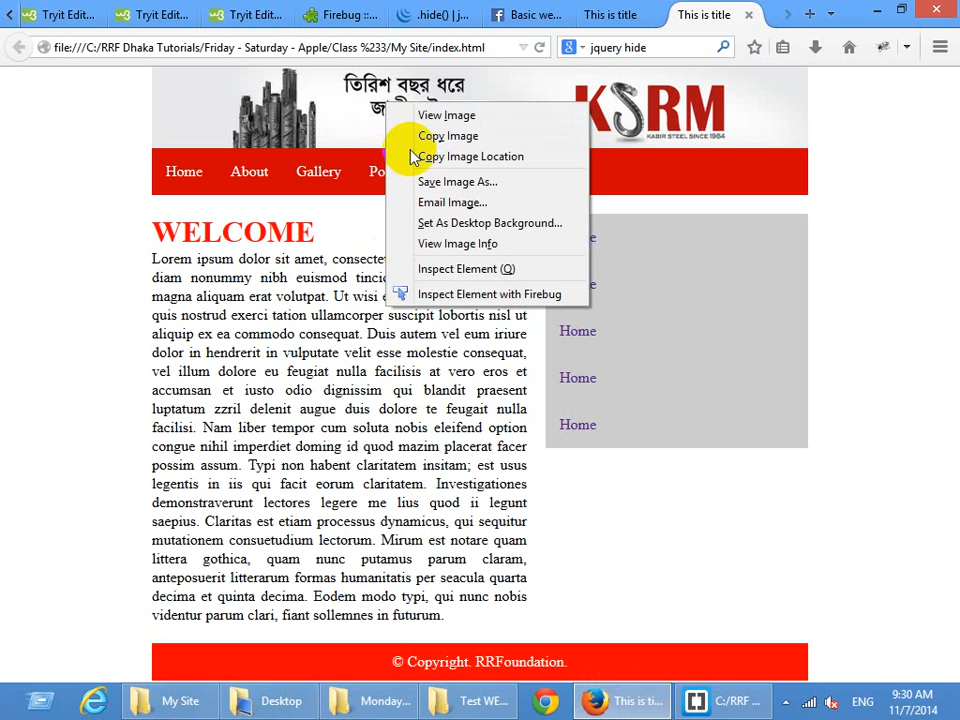 Tryit Edit...
Tryit Edit...
Tryit Edit...
Firebug ::...
.hide() | j...
Basic we...
This is title
This is title
file:///C:/RRF Dhaka Tutorials/Friday - Saturday - Apple/Class %233/My Site/index.html
jquery hide
তিরিশ বছর ধরে
KSRM
KABIR STEEL SINCE 1984
Home
About
Gallery
Po
View Image
Copy Image
Copy Image Location
Save Image As...
Email Image...
Set As Desktop Background...
View Image Info
Inspect Element (Q)
Inspect Element with Firebug
WELCOME
Lorem ipsum dolor sit amet, consectet
diam nonummy nibh euismod tincid
magna aliquam erat volutpat. Ut wisi e
quis nostrud exerci tation ullamcorper suscipit lobortis nisl ut
aliquip ex ea commodo consequat. Duis autem vel eum iriure
dolor in hendrerit in vulputate velit esse molestie consequat,
vel illum dolore eu feugiat nulla facilisis at vero eros et
accumsan et iusto odio dignissim qui blandit praesent
luptatum zzril delenit augue duis dolore te feugait nulla
facilisi. Nam liber tempor cum soluta nobis eleifend option
congue nihil imperdiet doming id quod mazim placerat facer
possim assum. Typi non habent claritatem insitam; est usus
legentis in iis qui facit eorum claritatem. Investigationes
demonstraverunt lectores legere me lius quod ii legunt
saepius. Claritas est etiam processus dynamicus, qui sequitur
mutationem consuetudium lectorum. Mirum est notare quam
littera gothica, quam nunc putamus parum claram,
anteposuerit litterarum formas humanitatis per seacula quarta
decima et quinta decima. Eodem modo typi, qui nunc nobis
videntur parum clari, fiant sollemnes in futurum.
e
e
Home
Home
Home
© Copyright. RRFoundation.
My Site
Desktop
Monday...
Test WE...
This is ti...
C:/RRF ...
ENG
9:30 AM
11/7/2014